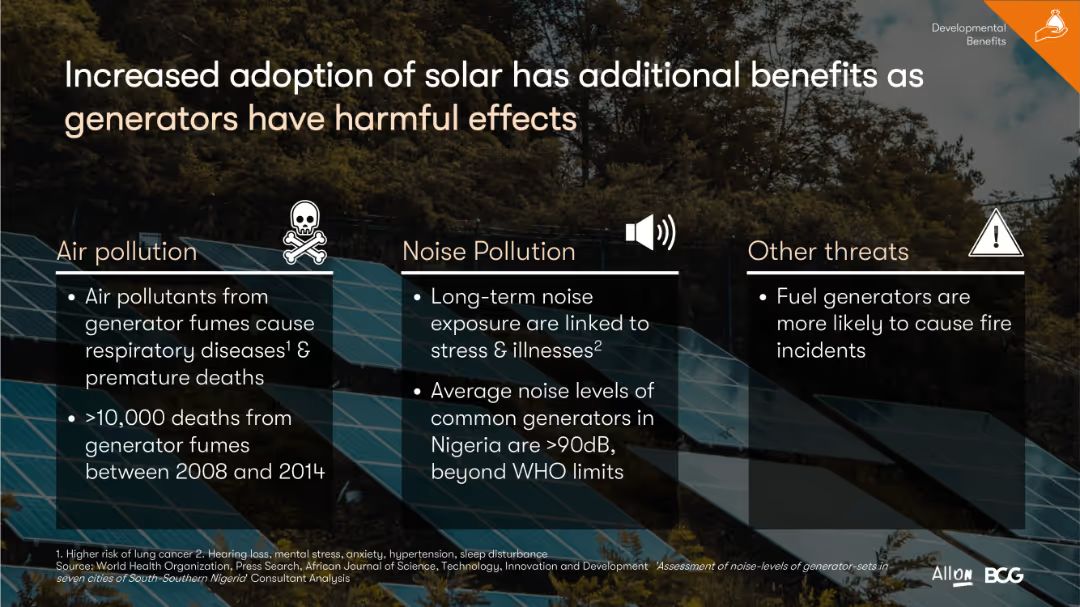 Developmental
Benefits
Increased adoption of solar has additional benefits as
generators have harmful effects
Air pollution
• Air pollutants from
generator fumes cause
respiratory diseases¹ &
premature deaths
• >10,000 deaths from
generator fumes
between 2008 and 2014
Noise Pollution
• Long-term noise
exposure are linked to
stress & illnesses²
• Average noise levels of
common generators in
Nigeria are >90dB,
beyond WHO limits
Other threats
• Fuel generators are
more likely to cause fire
incidents
1. Higher risk of lung cancer 2. Hearing loss, mental stress, anxiety, hypertension, sleep disturbance
Source: World Health Organization, Press Search, African Journal of Science, Technology, Innovation and Development 'Assessment of noise-levels of generator-sets in
seven cities of South-Southern Nigeria' Consultant Analysis
All on BCG